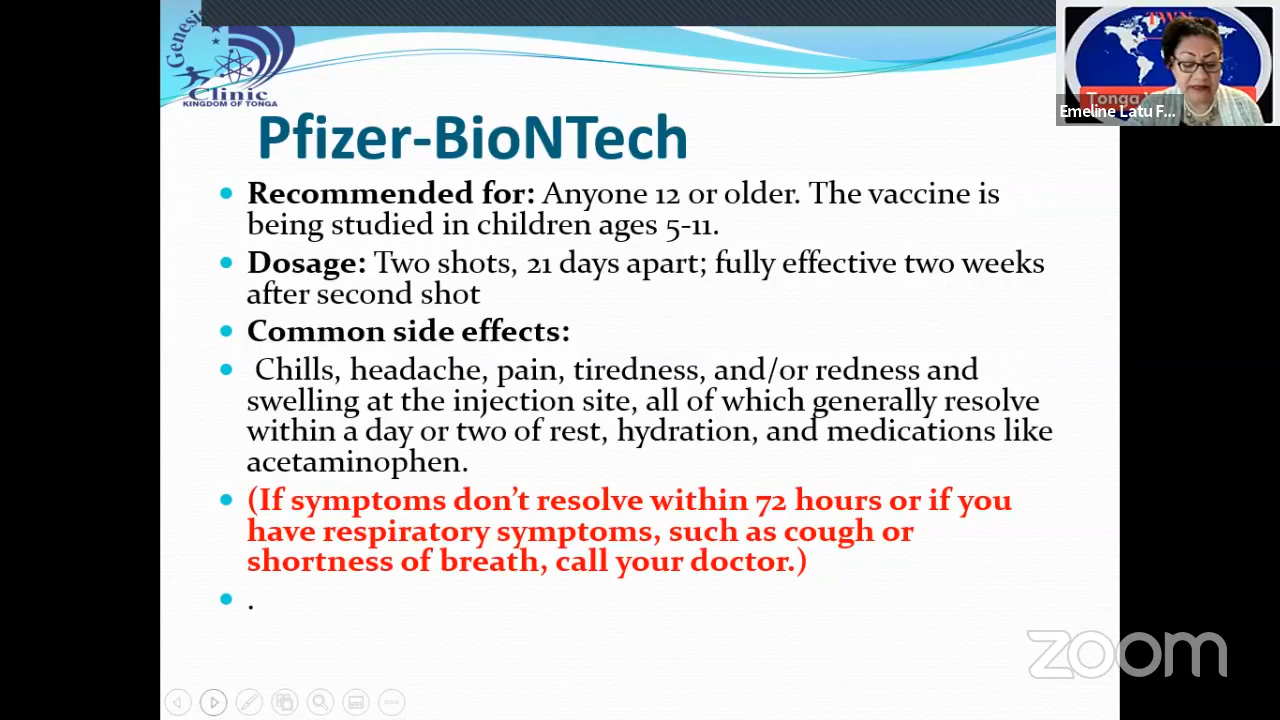 Genesis
Clinic
KINGDOM OF TONGA
TWN
Tonga
Emeline Latu F...
Pfizer-BioNTech
• Recommended for: Anyone 12 or older. The vaccine is
being studied in children ages 5-11.
• Dosage: Two shots, 21 days apart; fully effective two weeks
after second shot
• Common side effects:
• Chills, headache, pain, tiredness, and/or redness and
swelling at the injection site, all of which generally resolve
within a day or two of rest, hydration, and medications like
acetaminophen.
• (If symptoms don’t resolve within 72 hours or if you
have respiratory symptoms, such as cough or
shortness of breath, call your doctor.)
• .
zoom